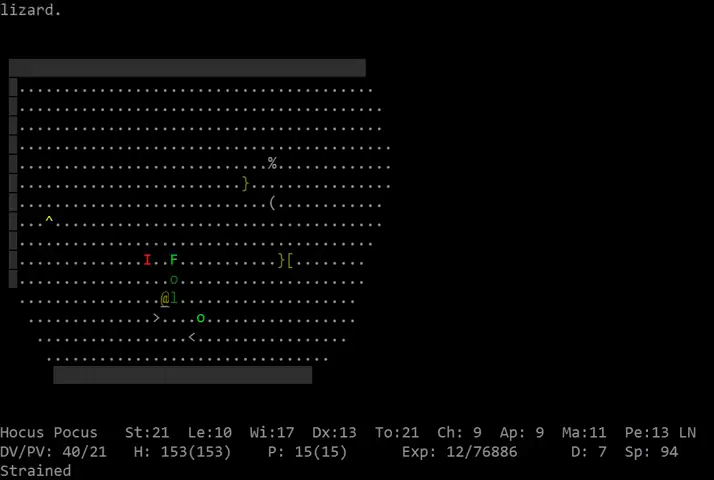 lizard.
Hocus Pocus St:21 Le:10 Wi:17 Dx:13 To:21 Ch: 9 Ap: 9 Ma:11 Pe:13 LN
DV/PV: 40/21 H: 153(153) P: 15(15) Exp: 12/76886 D: 7 Sp: 94
Strained